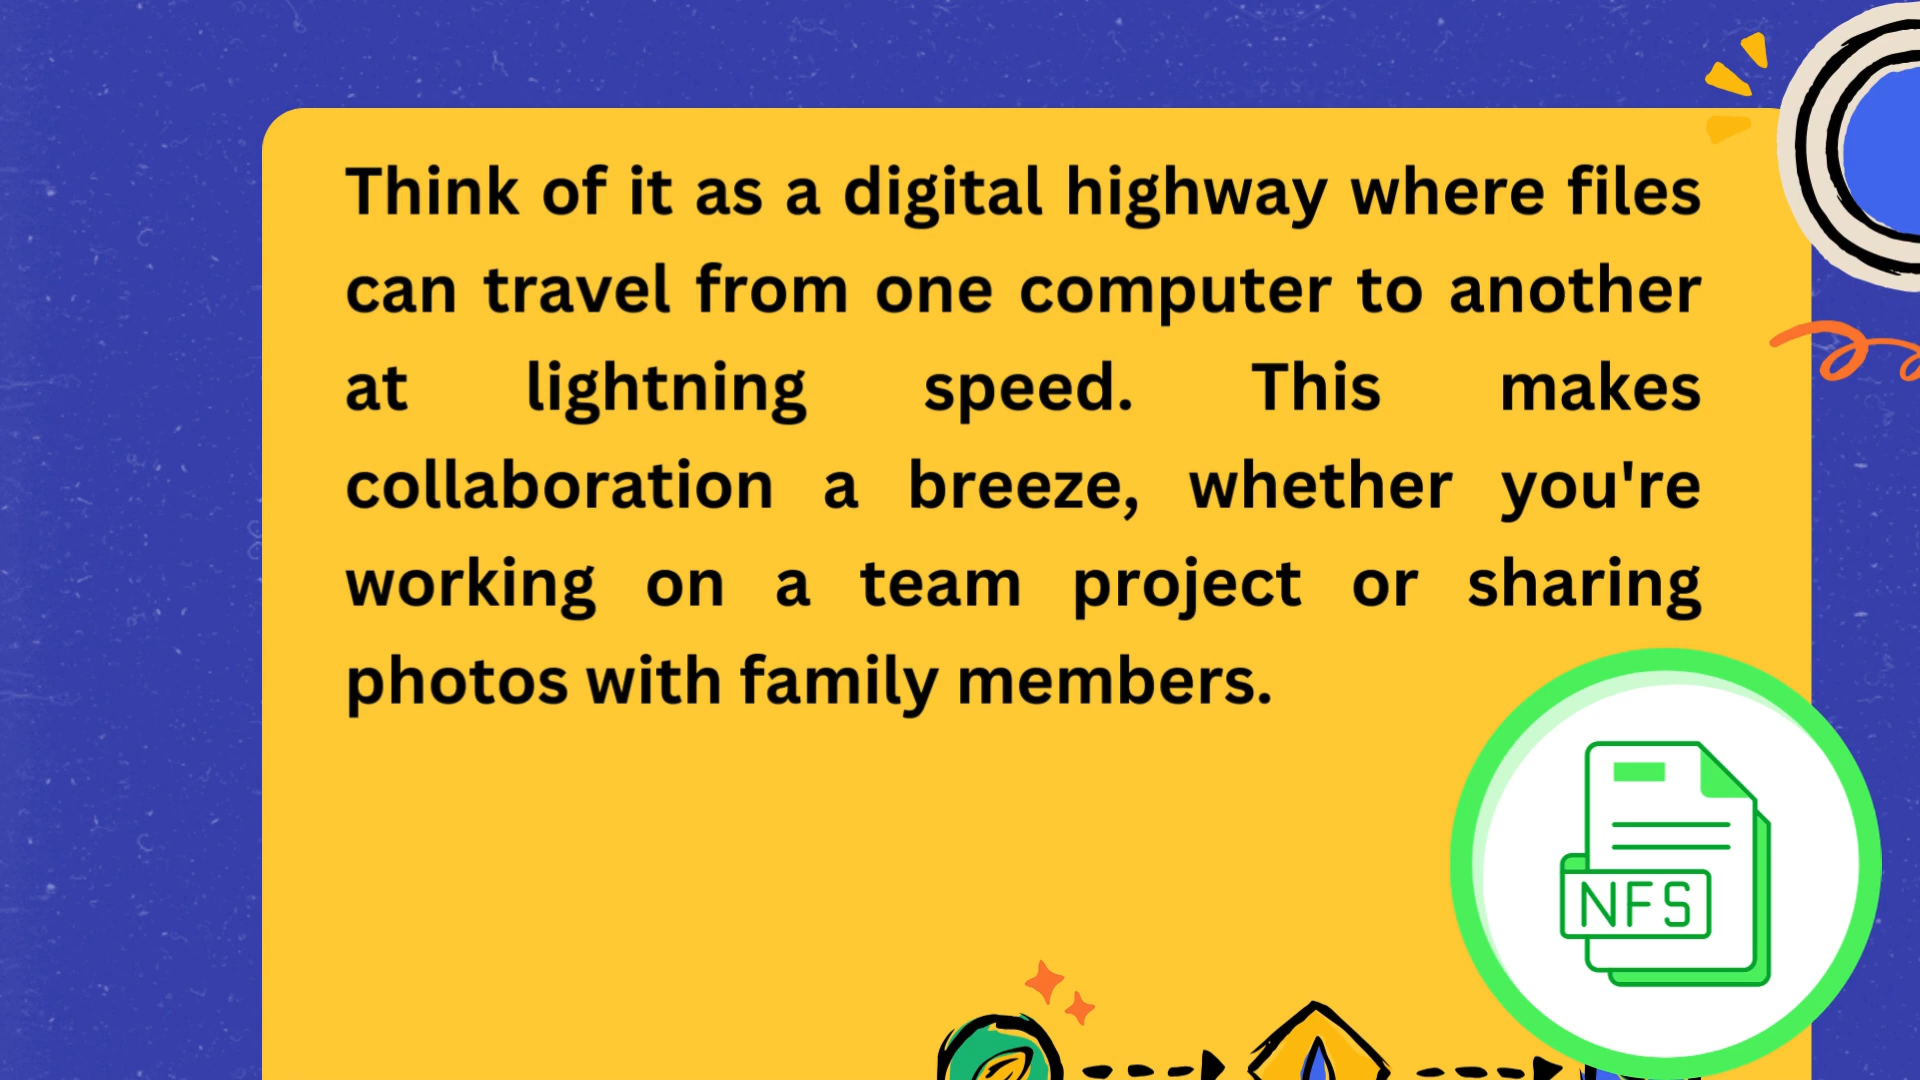 Think of it as a digital highway where files
can travel from one computer to another
at lightning speed. This makes
collaboration a breeze, whether you're
working on a team project or sharing
photos with family members.
NFS